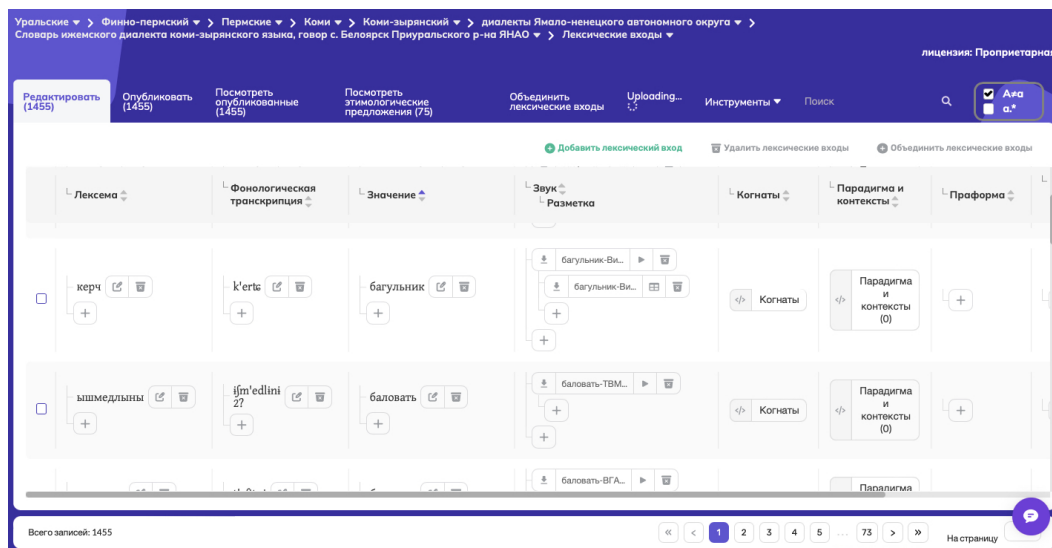 Уральские > Финно-пермский > Пермские > Коми > Коми-зырянский > диалекты Ямало-ненецкого автономного округа >
Словарь ижемского диалекта коми-зырянского языка, говор с. Белоярск Приуральского р-на ЯНАО > Лексические входы
лицензия: Проприетарная
Редактировать (1455)
Опубликовать (1455)
Посмотреть опубликованные (1455)
Посмотреть этимологические предложения (75)
Объединить лексические входы
Uploading...
Инструменты
Поиск
A≠a
a.*
Добавить лексический вход
Удалить лексические входы
Объединить лексические входы
Лексема
Фонологическая транскрипция
Значение
Звук
Разметка
Когнаты
Парадигма и контексты
Праформа
багульник-Ви...
керч
k'erʨ
багульник
багульник-Ви...
Когнаты
Парадигма и контексты (0)
баловать-ТВМ...
ышмедлыны
ɨʃm'edlɨnɨ 2?
баловать
Когнаты
Парадигма и контексты (0)
баловать-ВГА...
Парадигма
Всего записей: 1455
« < 1 2 3 4 5 ... 73 > »
На страницу